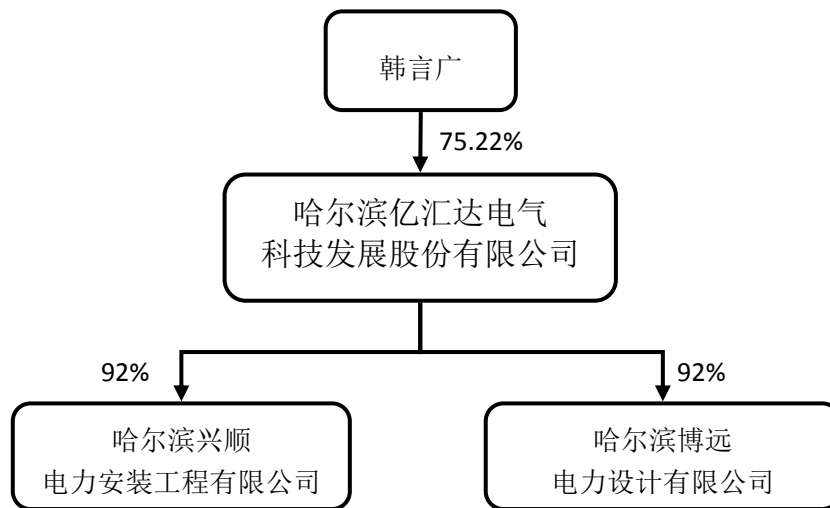 韩言广
75.22%
哈尔滨亿汇达电气
科技发展股份有限公司
92%
92%
哈尔滨兴顺
电力安装工程有限公司
哈尔滨博远
电力设计有限公司